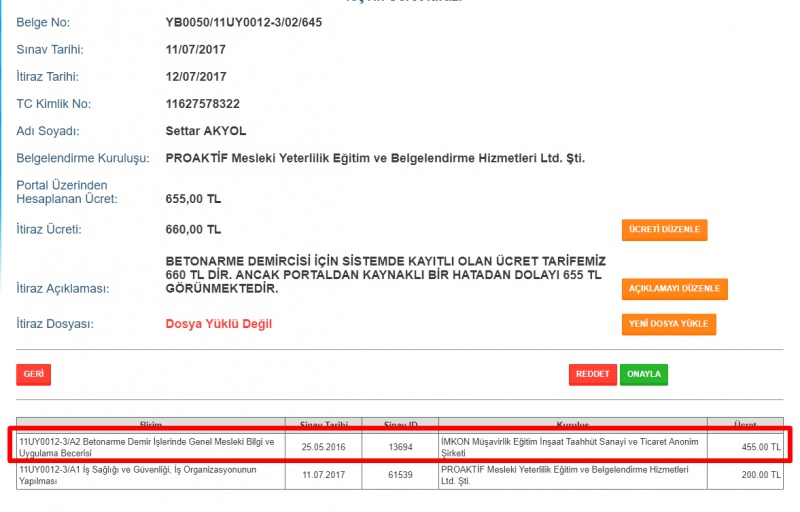 Belge No: YB0050/11UY0012-3/02/645
Sınav Tarihi: 11/07/2017
İtiraz Tarihi: 12/07/2017
TC Kimlik No: 11627578322
Adı Soyadı: Settar AKYOL
Belgelendirme Kuruluşu: PROAKTİF Mesleki Yeterlilik Eğitim ve Belgelendirme Hizmetleri Ltd. Şti.
Portal Üzerinden
Hesaplanan Ücret: 655,00 TL
İtiraz Ücreti: 660,00 TL ÜCRETİ DÜZENLE
BETONARME DEMİRCİSİ İÇİN SİSTEMDE KAYITLI OLAN ÜCRET TARİFEMİZ
660 TL DİR. ANCAK PORTALDAN KAYNAKLI BİR HATADAN DOLAYI 655 TL
İtiraz Açıklaması: GÖRÜNMEKTEDİR. AÇIKLAMAYI DÜZENLE
İtiraz Dosyası: Dosya Yüklü Değil YENİ DOSYA YÜKLE
GERİ REDDET ONAYLA
Birim Sınav Tarihi Sınav ID Kuruluş Ücret
11UY0012-3/A2 Betonarme Demir İşlerinde Genel Mesleki Bilgi ve
Uygulama Becerisi 25.05.2016 13694 İMKON Müşavirlik Eğitim İnşaat Taahhüt Sanayi ve Ticaret Anonim
Şirketi 455.00 TL
11UY0012-3/A1 İş Sağlığı ve Güvenliği, İş Organizasyonunun
Yapılması 11.07.2017 61539 PROAKTİF Mesleki Yeterlilik Eğitim ve Belgelendirme Hizmetleri
Ltd. Şti. 200.00 TL